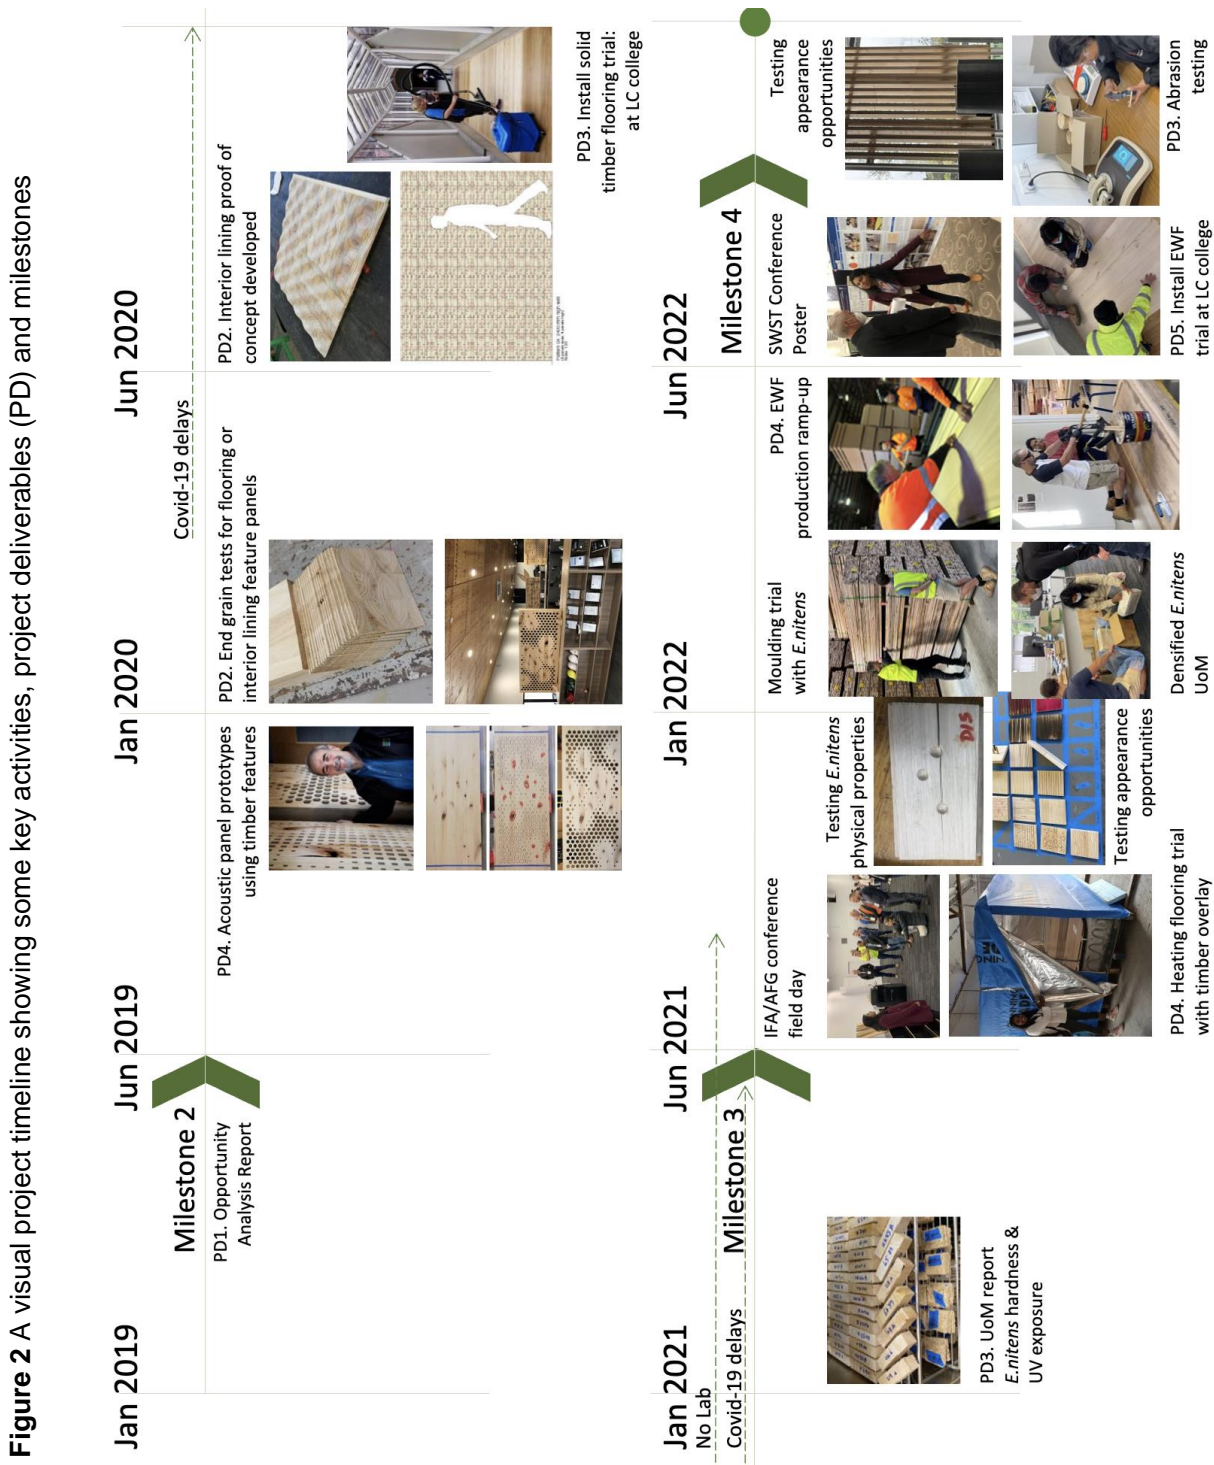 Figure 2 A visual project timeline showing some key activities, project deliverables (PD) and milestones
Jan 2019
Jun 2019
Jan 2020
Jun 2020
Covid-19 delays
Milestone 2
PD1. Opportunity
Analysis Report
PD4. Acoustic panel prototypes
using timber features
PD2. End grain tests for flooring or
interior lining feature panels
PD2. Interior lining proof of
concept developed
PD3. Install solid
timber flooring trial:
at LC college
Jan 2021
Jun 2021
Jan 2022
Jun 2022
No Lab
Covid-19 delays
Milestone 3
Milestone 4
PD3. UoM report
E.nitens hardness &
UV exposure
IFA/AFG conference
field day
PD4. Heating flooring trial
with timber overlay
Testing E.nitens
physical properties
D/S
Testing appearance
opportunities
Moulding trial
with E.nitens
Densified E.nitens
UoM
PD4. EWF
production ramp-up
SWST Conference
Poster
PD5. Install EWF
trial at LC college
Testing
appearance
opportunities
PD3. Abrasion
testing